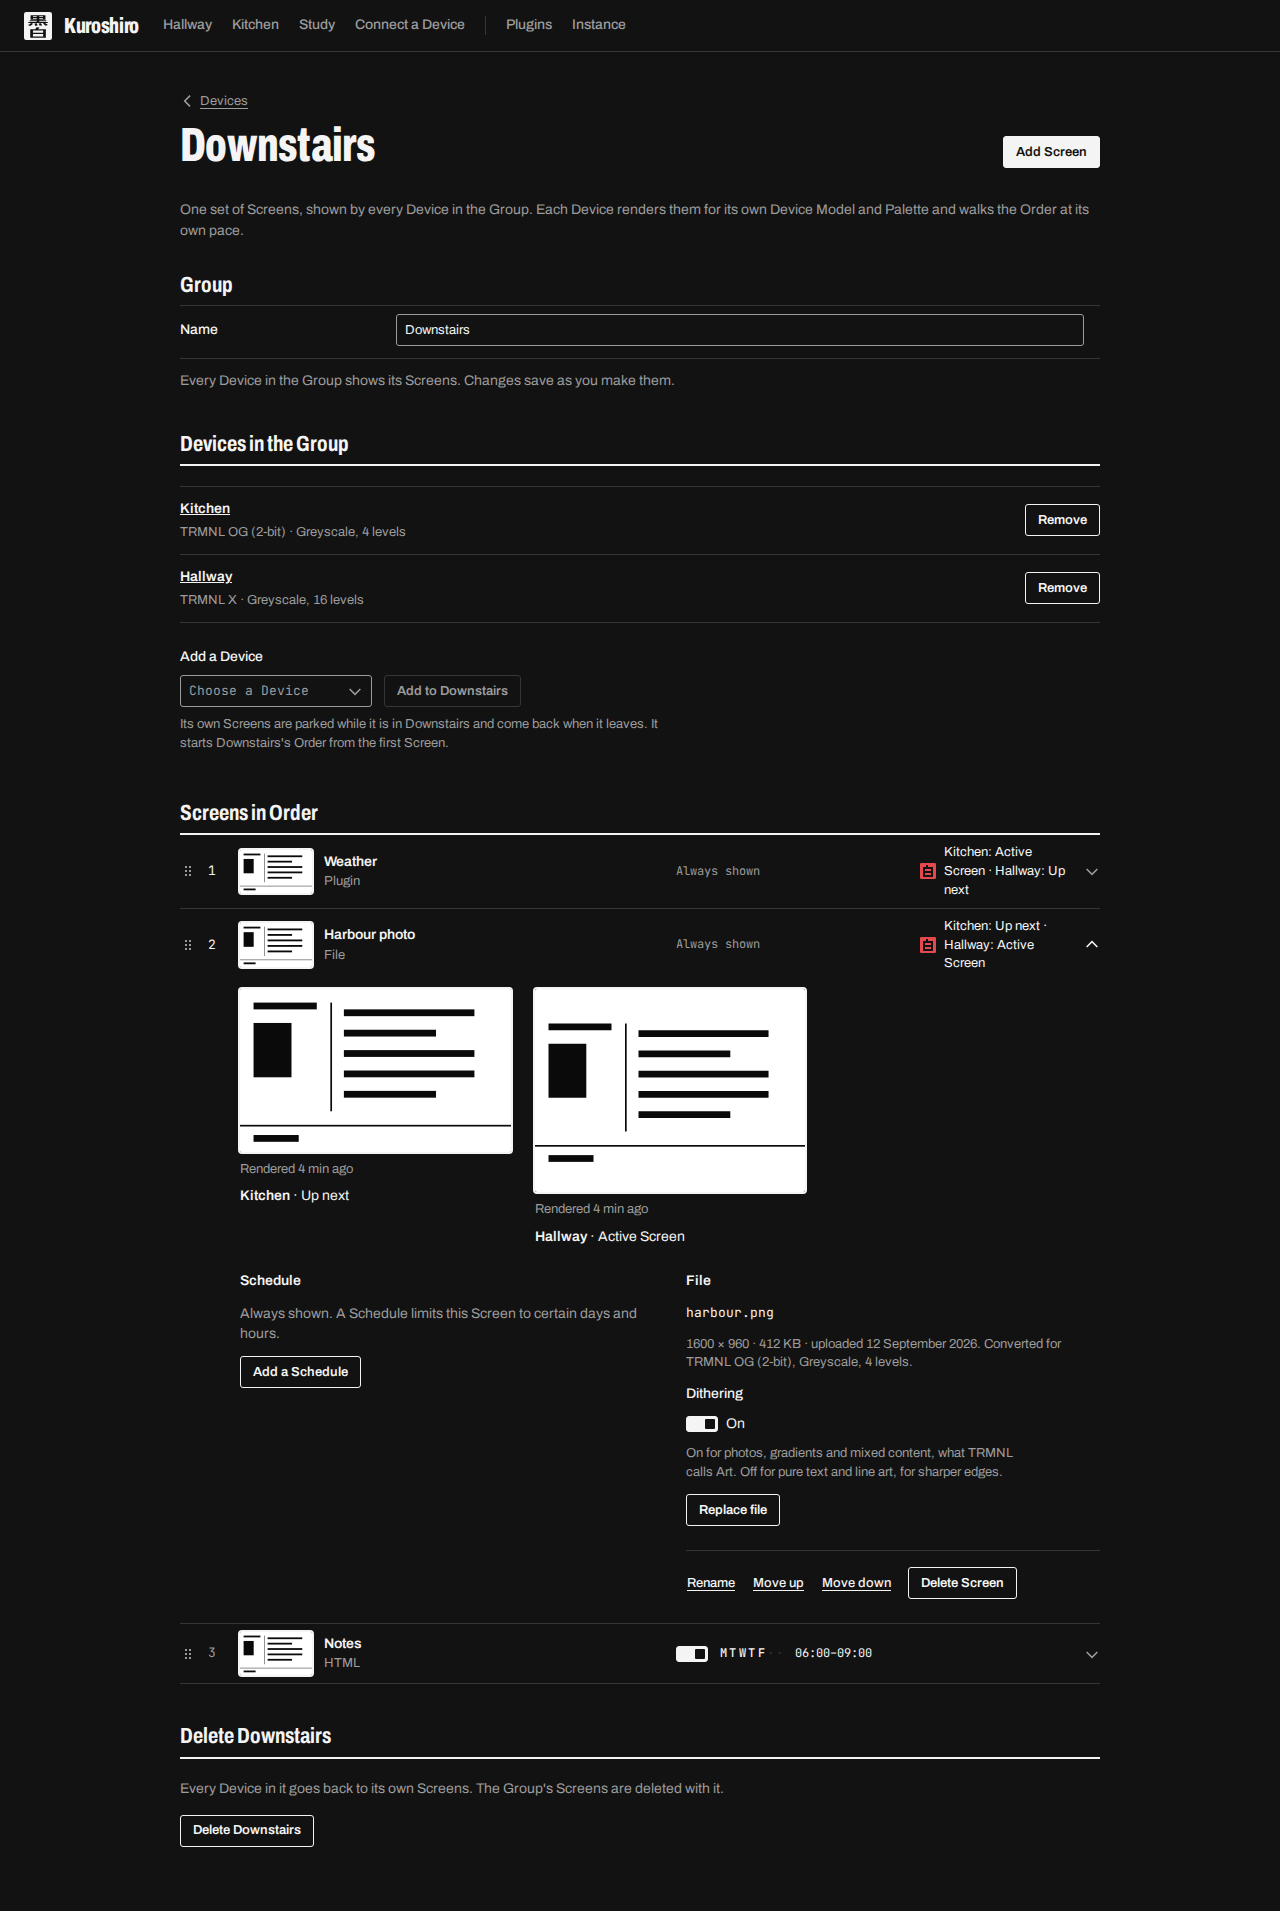 黒白 Kuroshiro Hallway Kitchen Study Connect a Device Plugins Instance
Devices
Downstairs
Add Screen
One set of Screens, shown by every Device in the Group. Each Device renders them for its own Device Model and Palette and walks the Order at its
own pace.
Group
Name Downstairs
Every Device in the Group shows its Screens. Changes save as you make them.
Devices in the Group
Kitchen
TRMNL OG (2-bit) · Greyscale, 4 levels
Remove
Hallway
TRMNL X · Greyscale, 16 levels
Remove
Add a Device
Choose a Device Add to Downstairs
Its own Screens are parked while it is in Downstairs and come back when it leaves. It
starts Downstairs's Order from the first Screen.
Screens in Order
1 Weather
Plugin
Always shown
Kitchen: Active
Screen · Hallway: Up
next
2 Harbour photo
File
Always shown
Kitchen: Up next ·
Hallway: Active
Screen
Rendered 4 min ago
Kitchen · Up next
Rendered 4 min ago
Hallway · Active Screen
Schedule
Always shown. A Schedule limits this Screen to certain days and
hours.
Add a Schedule
File
harbour.png
1600 × 960 · 412 KB · uploaded 12 September 2026. Converted for
TRMNL OG (2-bit), Greyscale, 4 levels.
Dithering
On
On for photos, gradients and mixed content, what TRMNL
calls Art. Off for pure text and line art, for sharper edges.
Replace file
Rename Move up Move down Delete Screen
3 Notes
HTML
MTWTF·· 06:00–09:00
Delete Downstairs
Every Device in it goes back to its own Screens. The Group's Screens are deleted with it.
Delete Downstairs